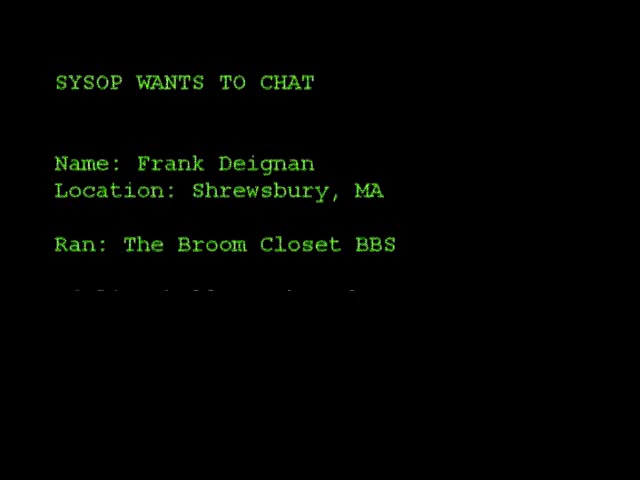 SYSOP WANTS TO CHAT
Name: Frank Deignan
Location: Shrewsbury, MA
Ran: The Broom Closet BBS